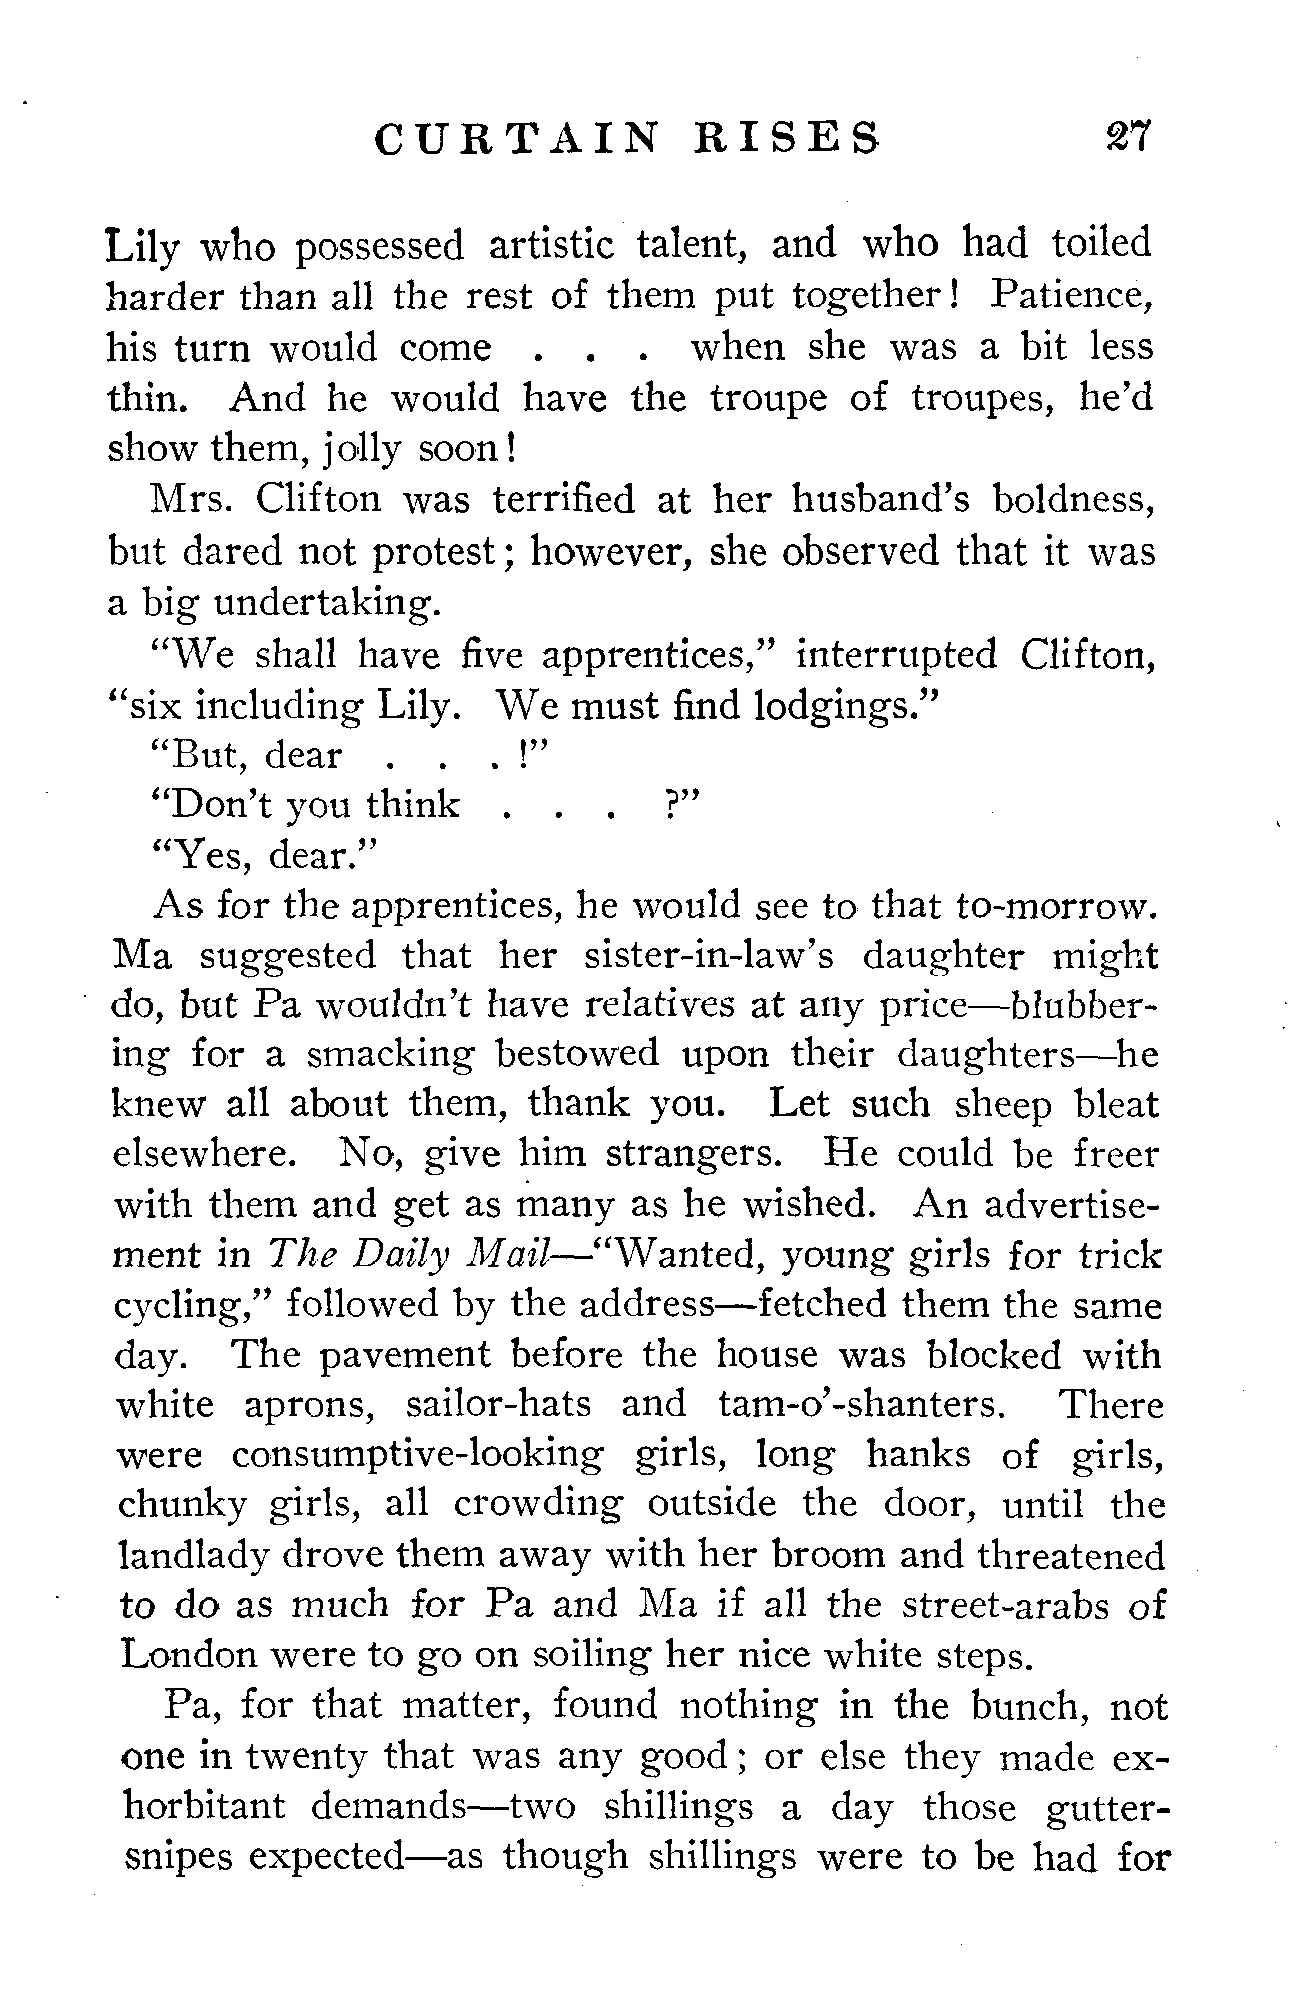 CURTAIN RISES 27
Lily who possessed artistic talent, and who had toiled
harder than all the rest of them put together! Patience,
his turn would come . . . when she was a bit less
thin. And he would have the troupe of troupes, he'd
show them, jolly soon!
Mrs. Clifton was terrified at her husband's boldness,
but dared not protest; however, she observed that it was
a big undertaking.
"We shall have five apprentices," interrupted Clifton,
"six including Lily. We must find lodgings."
"But, dear . . . !"
"Don't you think . . . ?"
"Yes, dear."
As for the apprentices, he would see to that to-morrow.
Ma suggested that her sister-in-law's daughter might
do, but Pa wouldn't have relatives at any price—blubber-
ing for a smacking bestowed upon their daughters—he
knew all about them, thank you. Let such sheep bleat
elsewhere. No, give him strangers. He could be freer
with them and get as many as he wished. An advertise-
ment in The Daily Mail—"Wanted, young girls for trick
cycling," followed by the address—fetched them the same
day. The pavement before the house was blocked with
white aprons, sailor-hats and tam-o'-shanters. There
were consumptive-looking girls, long hanks of girls,
chunky girls, all crowding outside the door, until the
landlady drove them away with her broom and threatened
to do as much for Pa and Ma if all the street-arabs of
London were to go on soiling her nice white steps.
Pa, for that matter, found nothing in the bunch, not
one in twenty that was any good; or else they made ex-
horbitant demands—two shillings a day those gutter-
snipes expected—as though shillings were to be had for